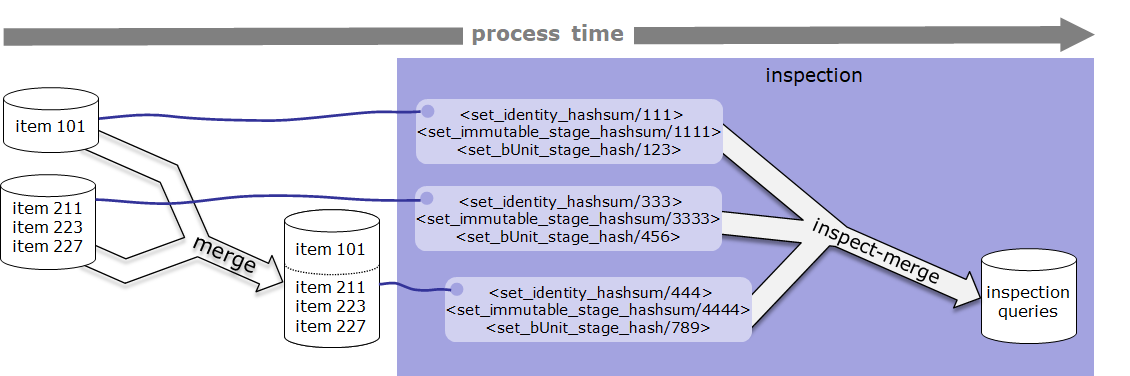 process time
inspection
item 101
<set_identity_hashsum/111>
<set_immutable_stage_hashsum/1111>
<set_bUnit_stage_hash/123>
item 211
item 223
item 227
<set_identity_hashsum/333>
<set_immutable_stage_hashsum/3333>
<set_bUnit_stage_hash/456>
merge
item 101
item 211
item 223
item 227
<set_identity_hashsum/444>
<set_immutable_stage_hashsum/4444>
<set_bUnit_stage_hash/789>
inspect-merge
inspection
queries